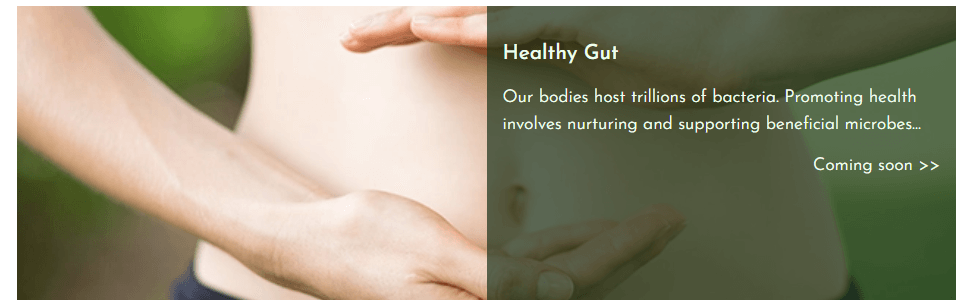 Healthy Gut
Our bodies host trillions of bacteria. Promoting health
involves nurturing and supporting beneficial microbes...
Coming soon >>